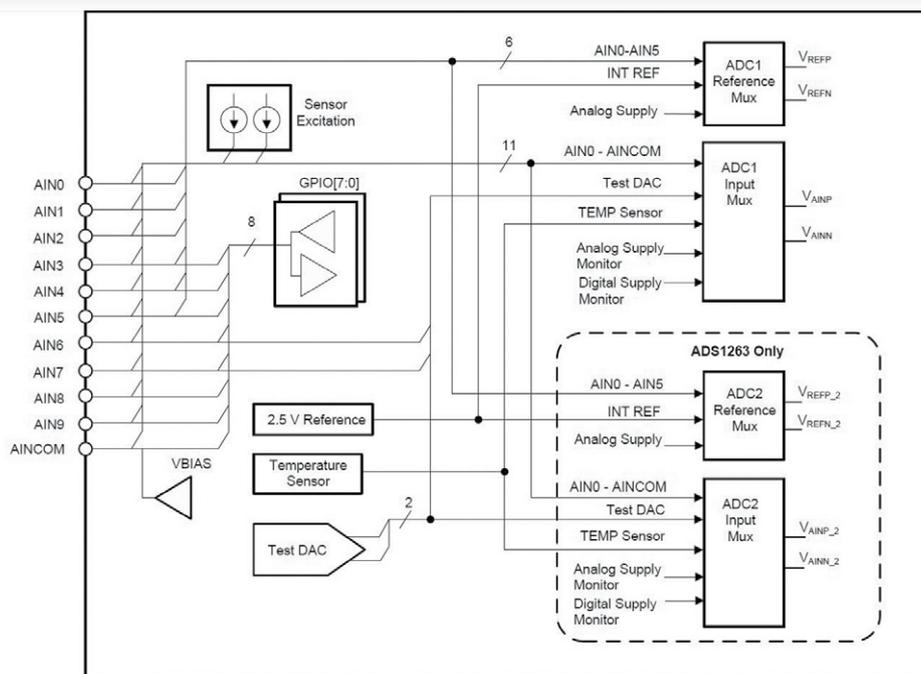 6
AIN0-AIN5
INT REF
Analog Supply
ADC1
Reference
Mux
VREFP
VREFN
Sensor
Excitation
11
AIN0 - AINCOM
Test DAC
TEMP Sensor
Analog Supply
Monitor
Digital Supply
Monitor
ADC1
Input
Mux
VAINP
VAINN
GPIO[7:0]
8
AIN0
AIN1
AIN2
AIN3
AIN4
AIN5
AIN6
AIN7
AIN8
AIN9
AINCOM
VBIAS
2.5 V Reference
Temperature
Sensor
Test DAC
2
ADS1263 Only
AIN0 - AIN5
INT REF
Analog Supply
ADC2
Reference
Mux
VREFP_2
VREFN_2
AIN0 - AINCOM
Test DAC
TEMP Sensor
Analog Supply
Monitor
Digital Supply
Monitor
ADC2
Input
Mux
VAINP_2
VAINN_2